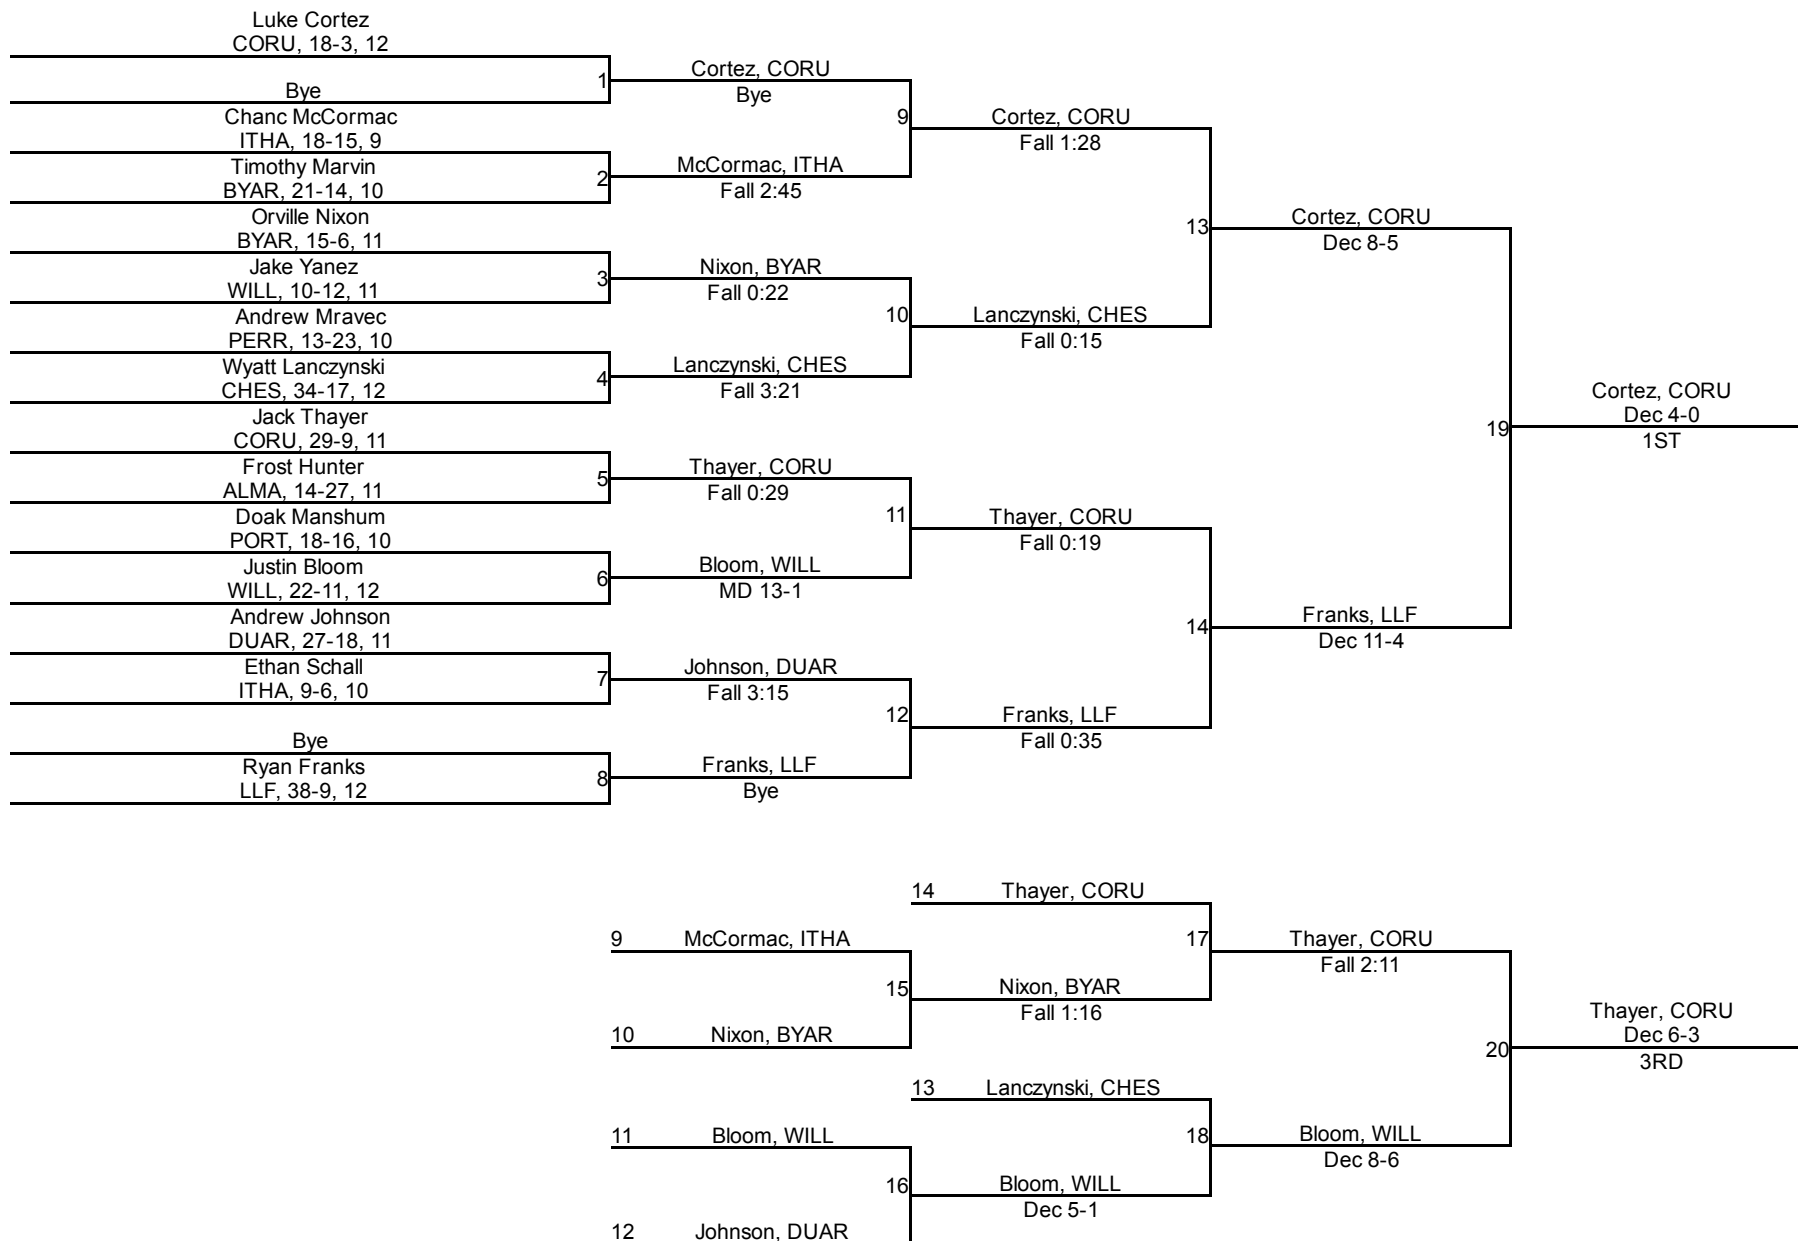 Luke Cortez
CORU, 18-3, 12
Bye
1
Chanc McCormac
ITHA, 18-15, 9
Timothy Marvin
BYAR, 21-14, 10
2
Orville Nixon
BYAR, 15-6, 11
Jake Yanez
WILL, 10-12, 11
3
Andrew Mravec
PERR, 13-23, 10
Wyatt Lanczynski
CHES, 34-17, 12
4
Jack Thayer
CORU, 29-9, 11
Frost Hunter
ALMA, 14-27, 11
5
Doak Manshum
PORT, 18-16, 10
Justin Bloom
WILL, 22-11, 12
6
Andrew Johnson
DUAR, 27-18, 11
Ethan Schall
ITHA, 9-6, 10
7
Bye
Ryan Franks
LLF, 38-9, 12
8
Cortez, CORU
Bye
9
McCormac, ITHA
Fall 2:45
Nixon, BYAR
Fall 0:22
10
Lanczynski, CHES
Fall 3:21
Thayer, CORU
Fall 0:29
11
Bloom, WILL
MD 13-1
Johnson, DUAR
Fall 3:15
12
Franks, LLF
Bye
Cortez, CORU
Fall 1:28
13
Lanczynski, CHES
Fall 0:15
Thayer, CORU
Fall 0:19
14
Franks, LLF
Fall 0:35
Cortez, CORU
Dec 8-5
19
Franks, LLF
Dec 11-4
Cortez, CORU
Dec 4-0
1ST
14 Thayer, CORU
9 McCormac, ITHA
17
15
Nixon, BYAR
Fall 1:16
10 Nixon, BYAR
Thayer, CORU
Fall 2:11
13 Lanczynski, CHES
11 Bloom, WILL
18
16
Bloom, WILL
Dec 5-1
12 Johnson, DUAR
Bloom, WILL
Dec 8-6
20
Thayer, CORU
Dec 6-3
3RD